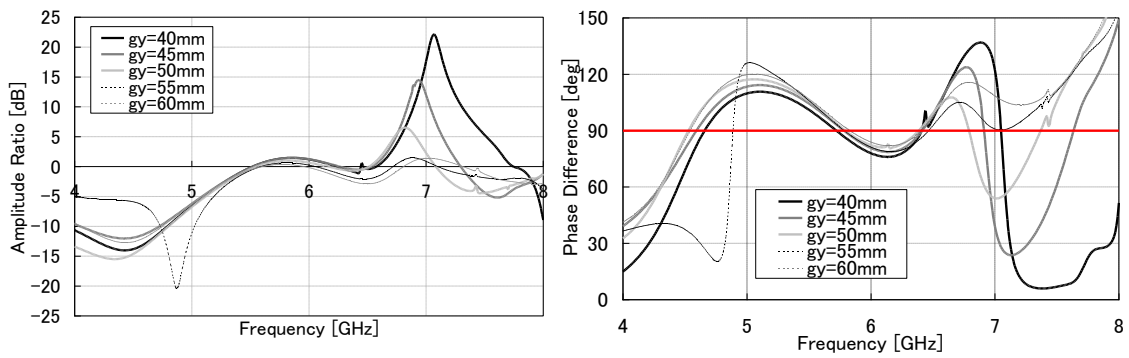 25
20
15
10
5
0
-5
-10
-15
-20
-25
Amplitude Ratio [dB]
gy=40mm
gy=45mm
gy=50mm
gy=55mm
gy=60mm
4 5 6 7 8
Frequency [GHz]
150
120
90
60
30
0
Phase Difference [deg]
gy=40mm
gy=45mm
gy=50mm
gy=55mm
gy=60mm
4 5 6 7 8
Frequency [GHz]